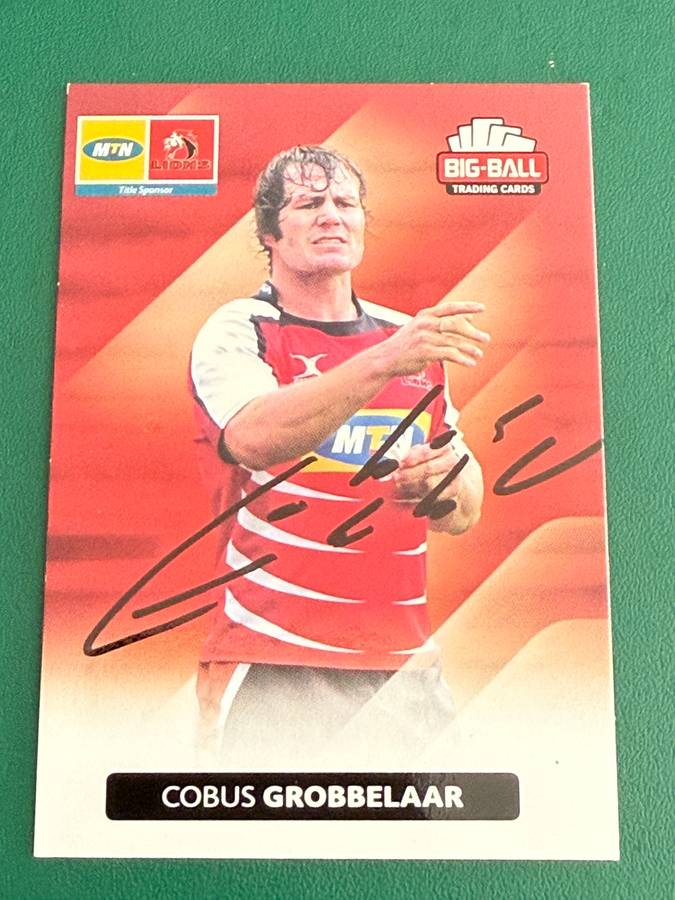 MTN
LIONS
Title Sponsor
BIG-BALL
TRADING CARDS
MTN
COBUS GROBBELAAR